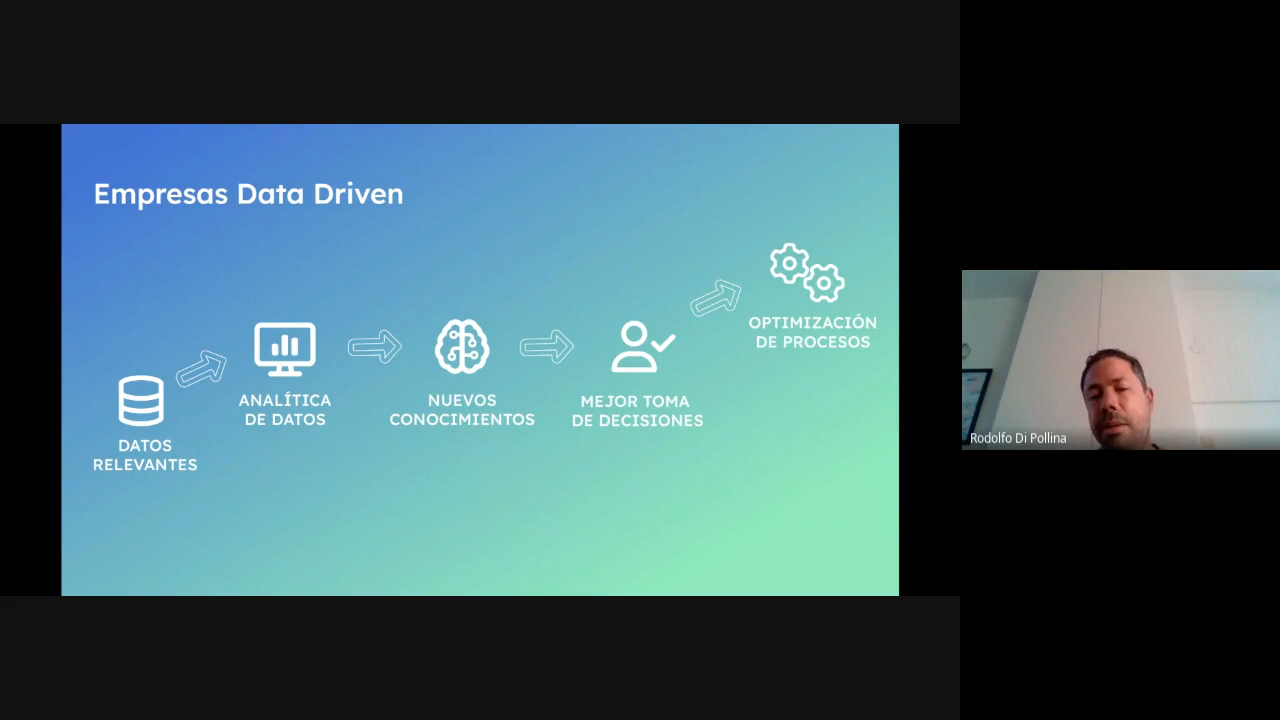 Empresas Data Driven
DATOS
RELEVANTES
ANALÍTICA
DE DATOS
NUEVOS
CONOCIMIENTOS
MEJOR TOMA
DE DECISIONES
OPTIMIZACIÓN
DE PROCESOS
Rodolfo Di Pollina